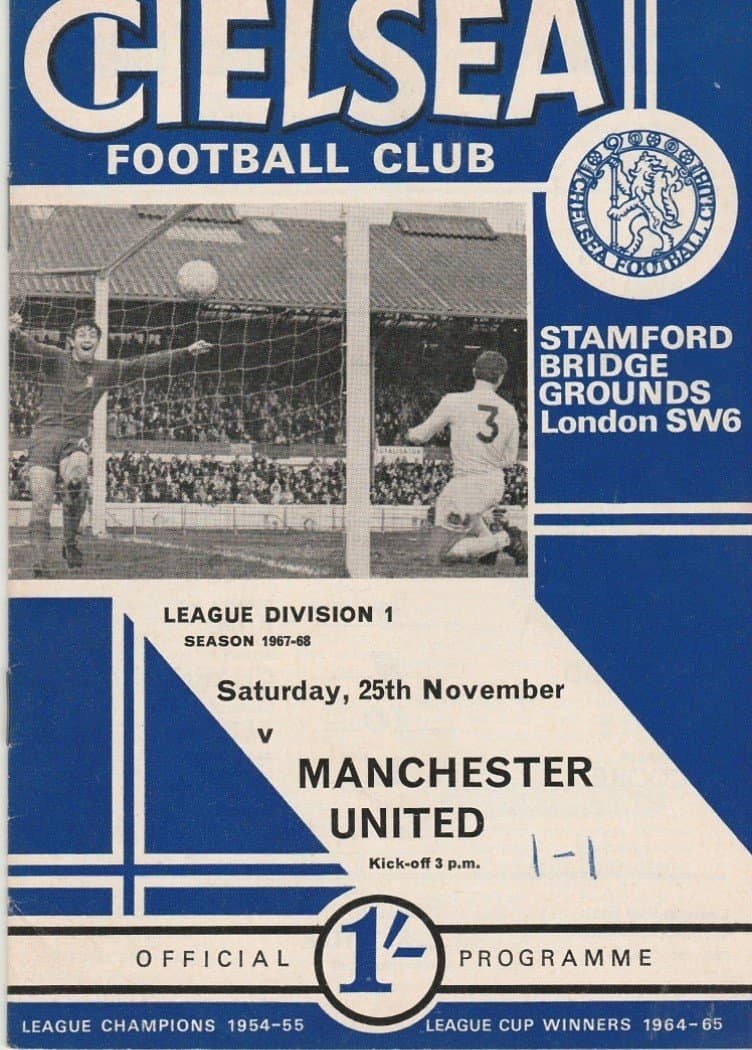 CHELSEA
FOOTBALL CLUB
CHELSEA FOOTBALL CLUB
STAMFORD
BRIDGE
GROUNDS
London SW6
TOTALISATOR
3
LEAGUE DIVISION 1
SEASON 1967-68
Saturday, 25th November
v
MANCHESTER
UNITED
Kick-off 3 p.m.
1-1
OFFICIAL
1/-
PROGRAMME
LEAGUE CHAMPIONS 1954-55
LEAGUE CUP WINNERS 1964-65